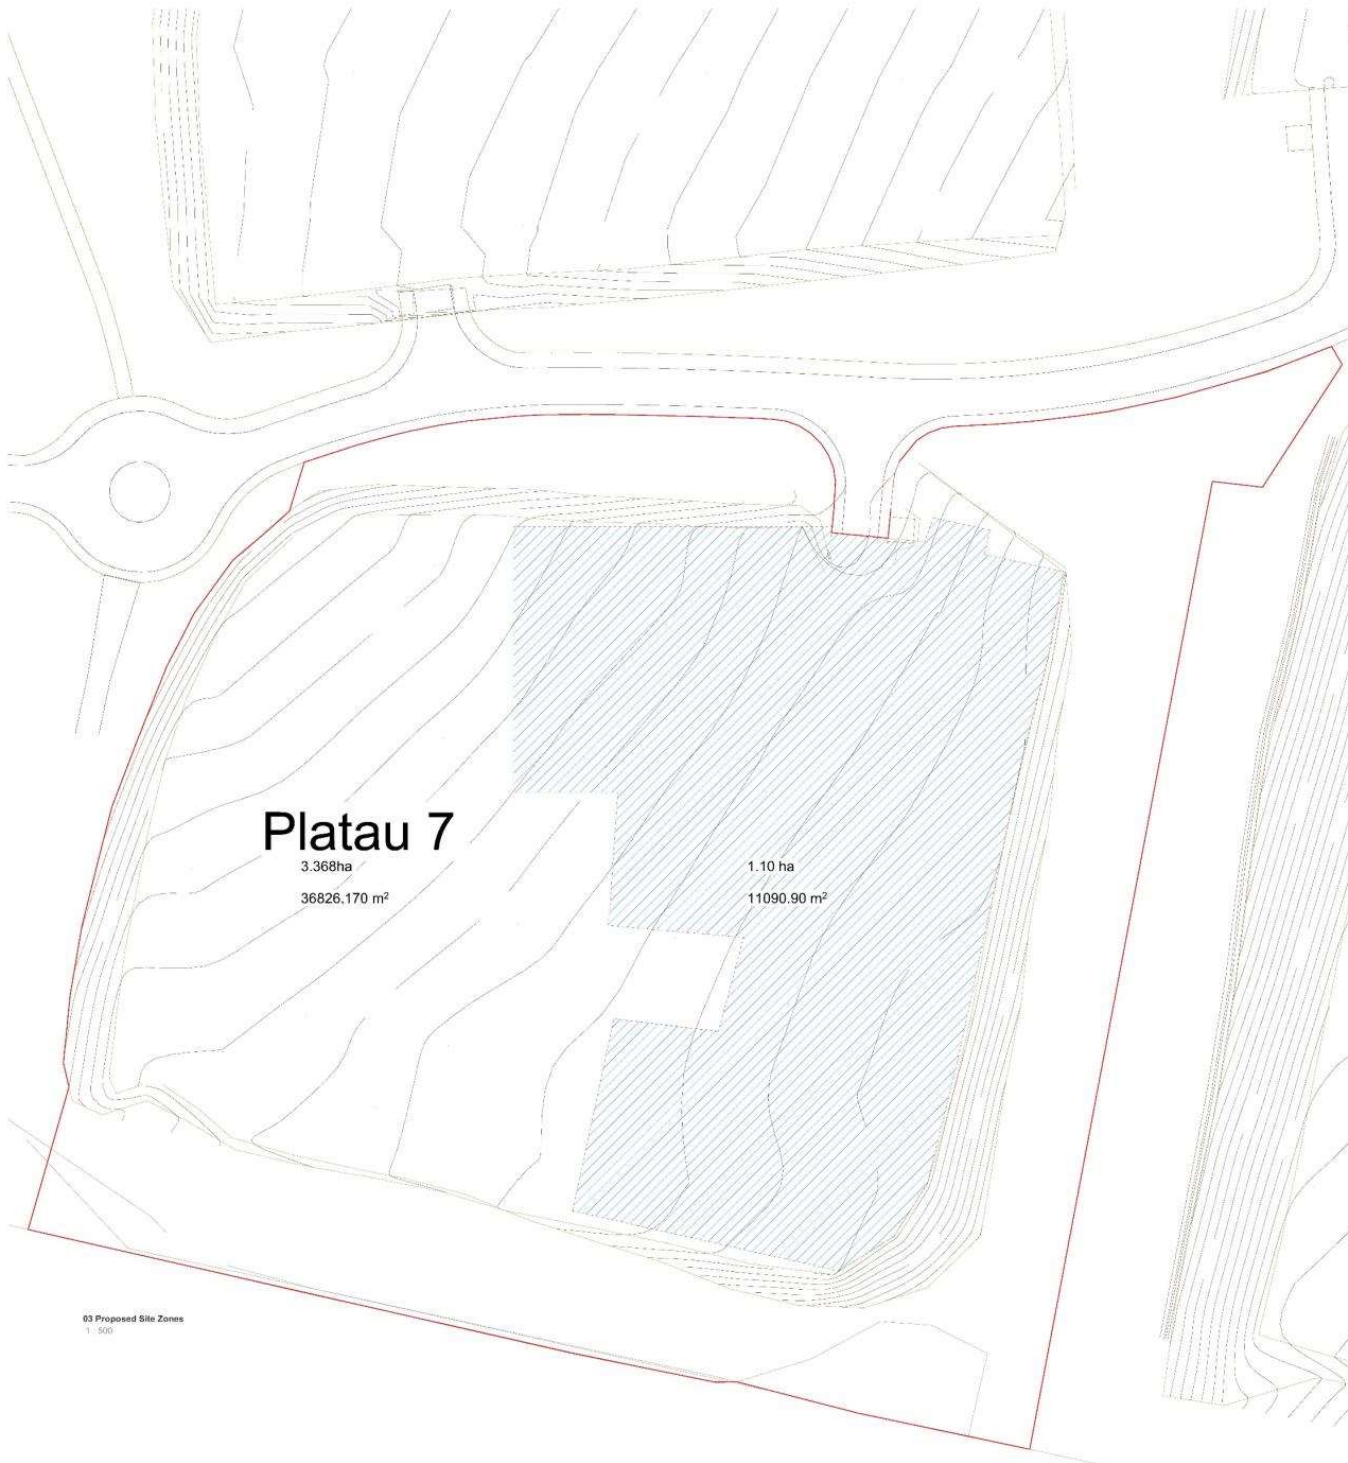 Platau 7
3.368ha
1.10 ha
36826.170 m²
11090.90 m²
03 Proposed Site Zones
1 : 500